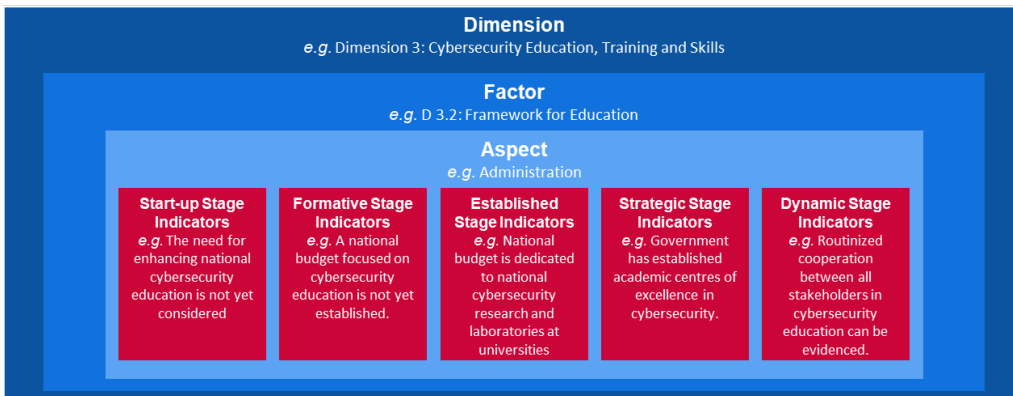 Dimension
e.g. Dimension 3: Cybersecurity Education, Training and Skills
Factor
e.g. D 3.2: Framework for Education
Aspect
e.g. Administration
Start-up Stage
Indicators
e.g. The need for
enhancing national
cybersecurity
education is not yet
considered
Formative Stage
Indicators
e.g. A national
budget focused on
cybersecurity
education is not yet
established.
Established
Stage Indicators
e.g. National
budget is dedicated
to national
cybersecurity
research and
laboratories at
universities
Strategic Stage
Indicators
e.g. Government
has established
academic centres of
excellence in
cybersecurity.
Dynamic Stage
Indicators
e.g. Routinized
cooperation
between all
stakeholders in
cybersecurity
education can be
evidenced.